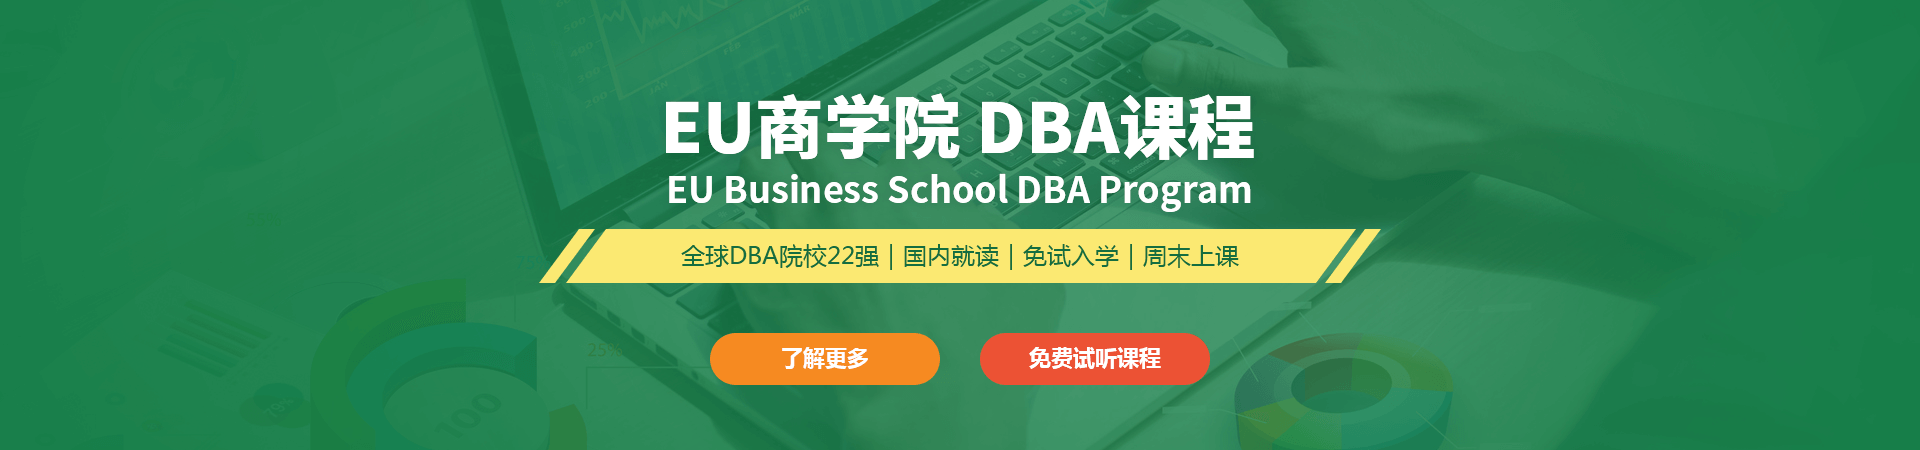 EU商学院 DBA课程
EU Business School DBA Program
全球DBA院校22强 | 国内就读 | 免试入学 | 周末上课
了解更多
免费试听课程
25%
100